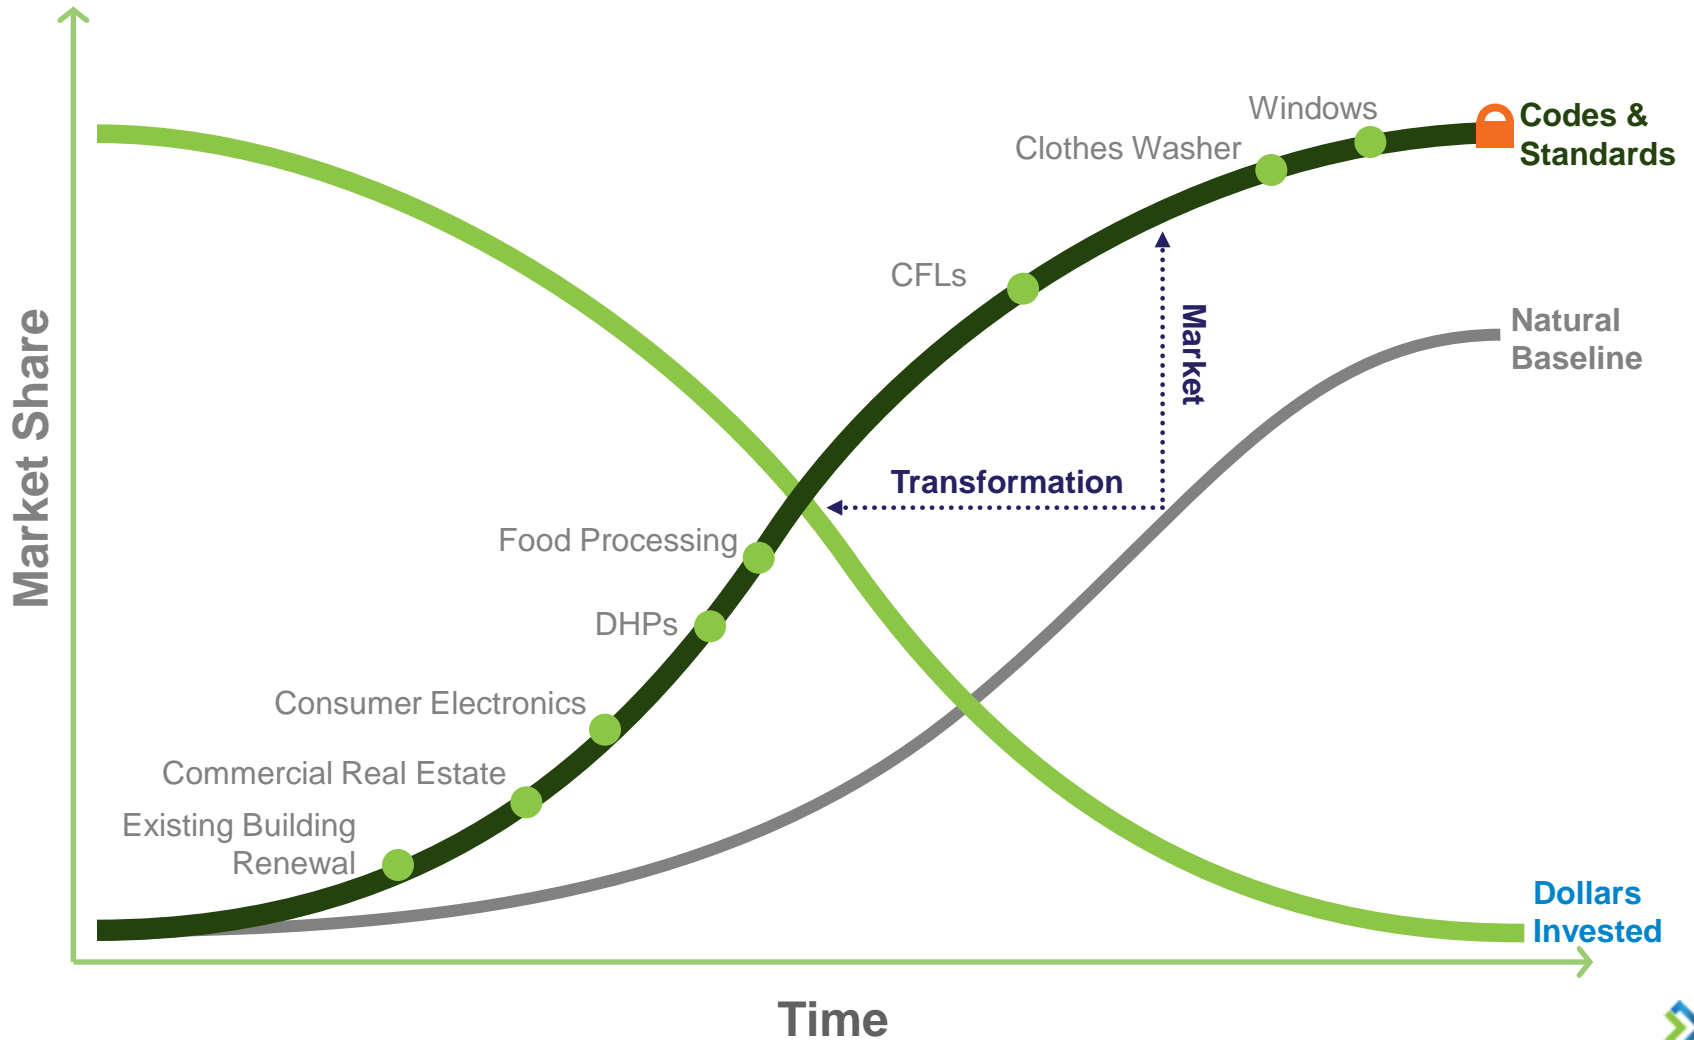 Windows
Codes &
Clothes Washer
Standards
CFLs
Market
Natural
Baseline
Market Share
Transformation
Food Processing
DHPs
Consumer Electronics
Commercial Real Estate
Existing Building
Renewal
Dollars
Invested
Time